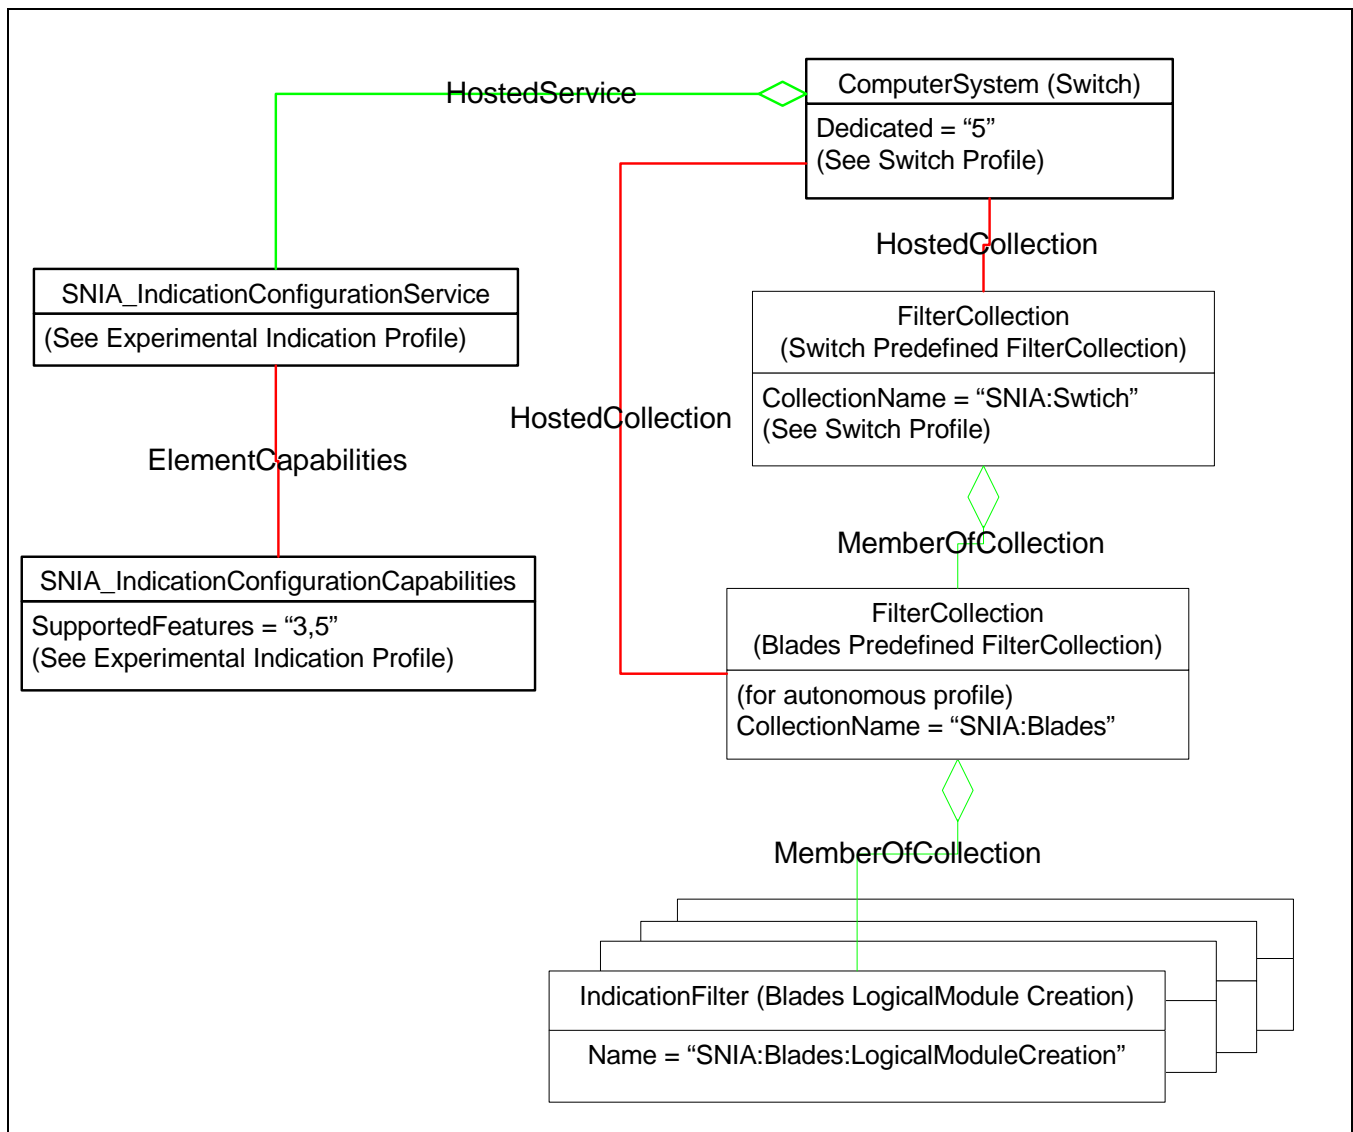 HostedService
ComputerSystem (Switch)
Dedicated = “5”
(See Switch Profile)
HostedCollection
SNIA_IndicationConfigurationService
(See Experimental Indication Profile)
FilterCollection
(Switch Predefined FilterCollection)
CollectionName = “SNIA:Swtich”
(See Switch Profile)
HostedCollection
ElementCapabilities
MemberOfCollection
SNIA_IndicationConfigurationCapabilities
SupportedFeatures = “3,5”
(See Experimental Indication Profile)
FilterCollection
(Blades Predefined FilterCollection)
(for autonomous profile)
CollectionName = “SNIA:Blades”
MemberOfCollection
IndicationFilter (Blades LogicalModule Creation)
Name = “SNIA:Blades:LogicalModuleCreation”